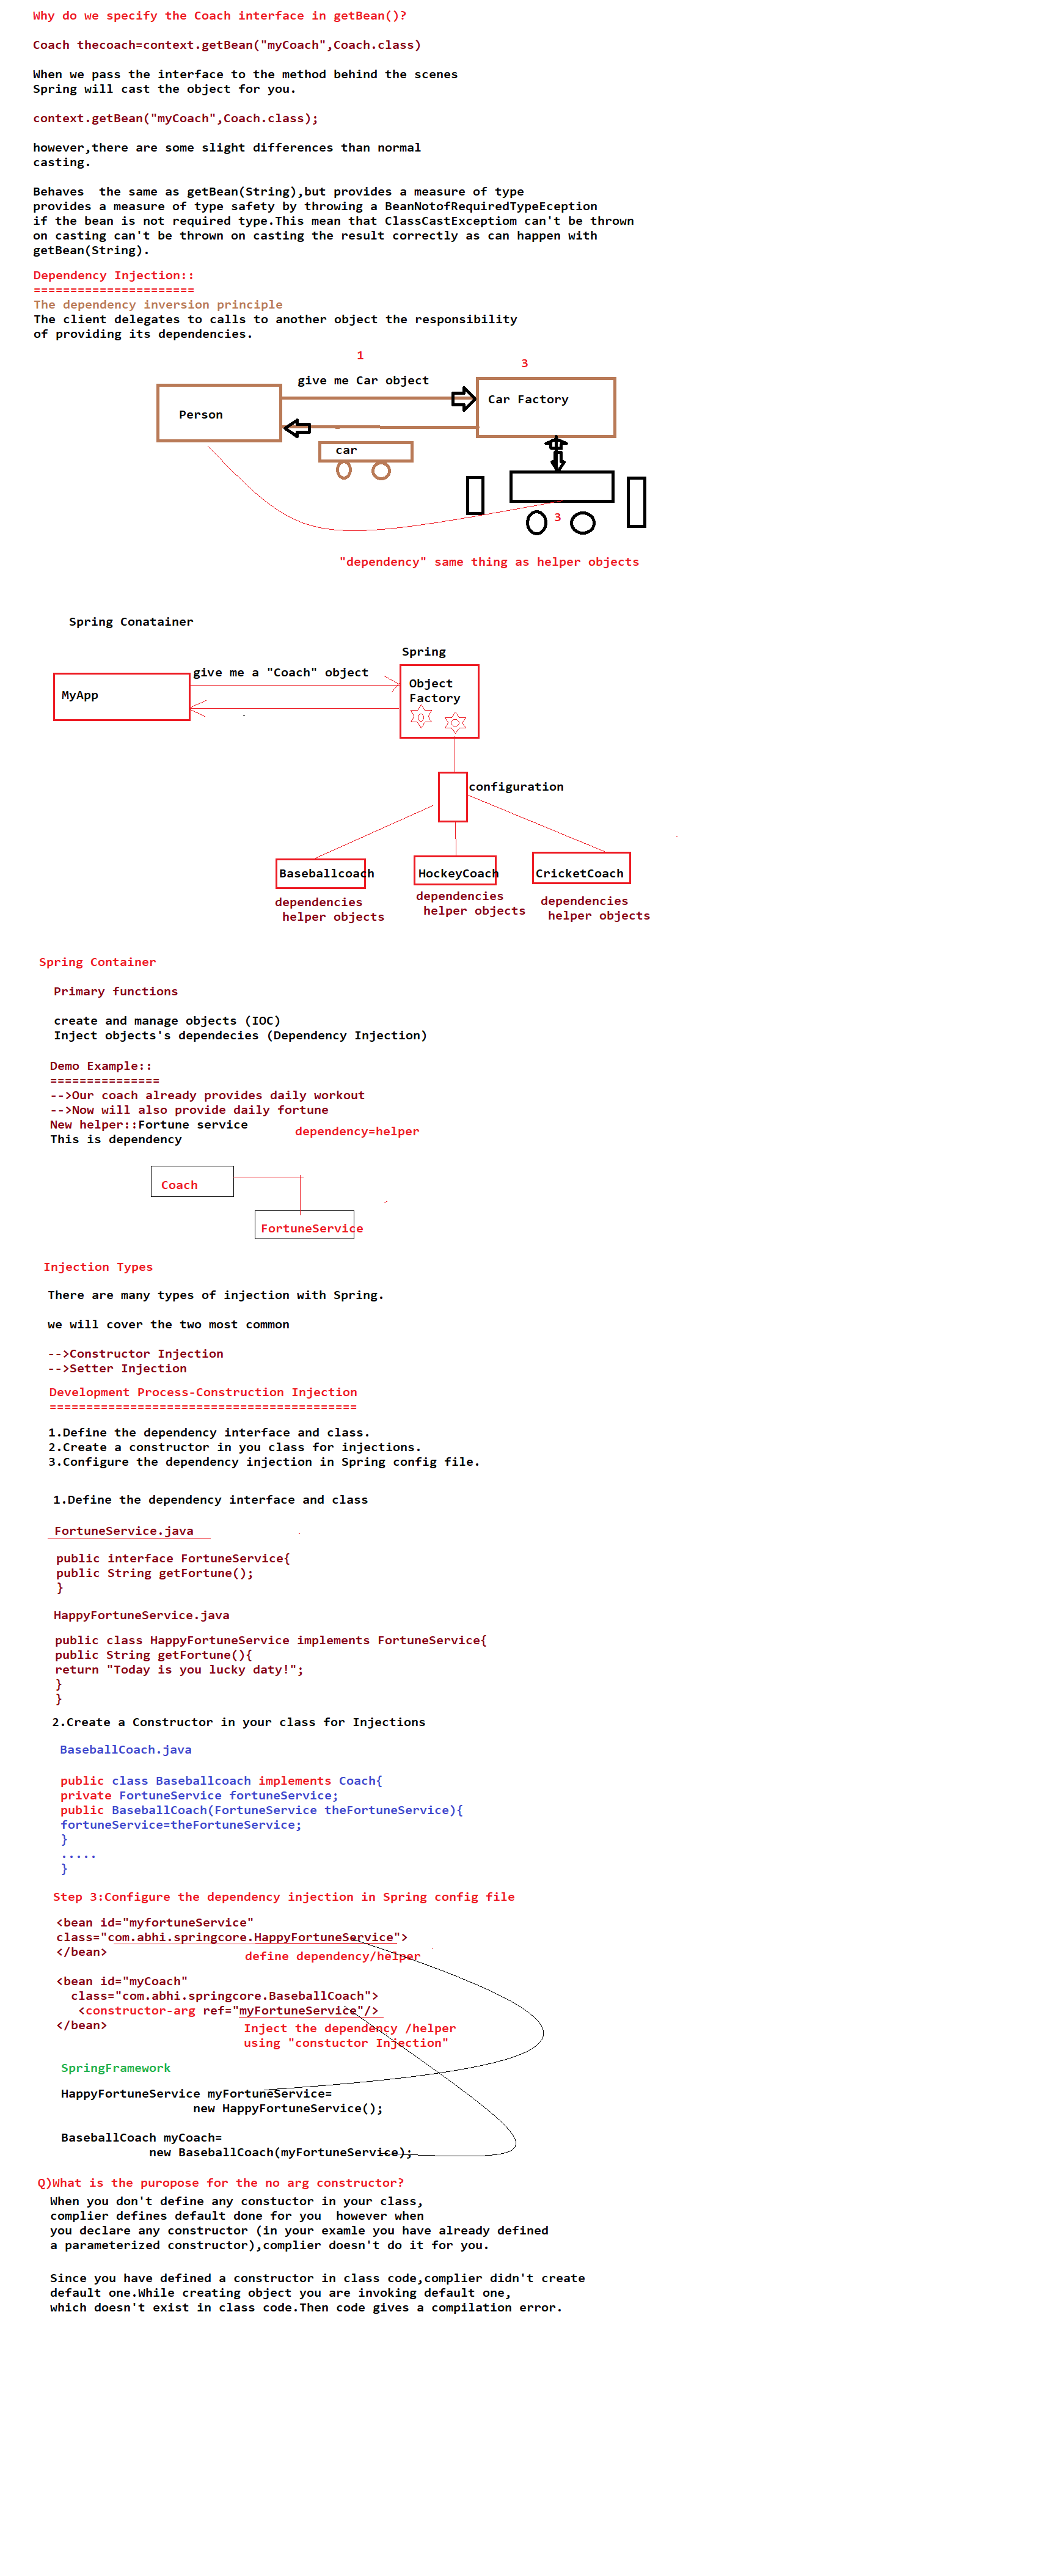 Why do we specify the Coach interface in getBean()?
Coach thecoach=context.getBean("myCoach",Coach.class)
When we pass the interface to the method behind the scenes
Spring will cast the object for you.
context.getBean("myCoach",Coach.class);
however,there are some slight differences than normal
casting.
Behaves  the same as getBean(String),but provides a measure of type
provides a measure of type safety by throwing a BeanNotofRequiredTypeEception
if the bean is not required type.This mean that ClassCastExceptiom can't be thrown
on casting can't be thrown on casting the result correctly as can happen with
getBean(String).
Dependency Injection::
======================
The dependency inversion principle
The client delegates to calls to another object the responsibility
of providing its dependencies.
1
3
give me Car object
Car Factory
Person
car
3
"dependency" same thing as helper objects
Spring Conatainer
Spring
give me a "Coach" object
MyApp
Object
Factory
configuration
Baseballcoach
HockeyCoach
CricketCoach
dependencies
helper objects
dependencies
helper objects
dependencies
helper objects
Spring Container
Primary functions
create and manage objects (IOC)
Inject objects's dependecies (Dependency Injection)
Demo Example::
===============
-->Our coach already provides daily workout
-->Now will also provide daily fortune
New helper::Fortune service
dependency=helper
This is dependency
Coach
FortuneService
Injection Types
There are many types of injection with Spring.
we will cover the two most common
-->Constructor Injection
-->Setter Injection
Development Process-Construction Injection
==========================================
1.Define the dependency interface and class.
2.Create a constructor in you class for injections.
3.Configure the dependency injection in Spring config file.
1.Define the dependency interface and class
FortuneService.java
public interface FortuneService{
public String getFortune();
}
HappyFortuneService.java
public class HappyFortuneService implements FortuneService{
public String getFortune(){
return "Today is you lucky daty!";
}
}
2.Create a Constructor in your class for Injections
BaseballCoach.java
public class Baseballcoach implements Coach{
private FortuneService fortuneService;
public BaseballCoach(FortuneService theFortuneService){
fortuneService=theFortuneService;
}
.....
}
Step 3:Configure the dependency injection in Spring config file
<bean id="myfortuneService"
class="com.abhi.springcore.HappyFortuneService">
</bean>
define dependency/helper
<bean id="myCoach"
class="com.abhi.springcore.BaseballCoach">
<constructor-arg ref="myFortuneService"/>
</bean>
Inject the dependency /helper
using "constuctor Injection"
SpringFramework
HappyFortuneService myFortuneService=
new HappyFortuneService();
BaseballCoach myCoach=
new BaseballCoach(myFortuneService);
Q)What is the puropose for the no arg constructor?
When you don't define any constuctor in your class,
complier defines default done for you  however when
you declare any constructor (in your examle you have already defined
a parameterized constructor),complier doesn't do it for you.
Since you have defined a constructor in class code,complier didn't create
default one.While creating object you are invoking default one,
which doesn't exist in class code.Then code gives a compilation error.